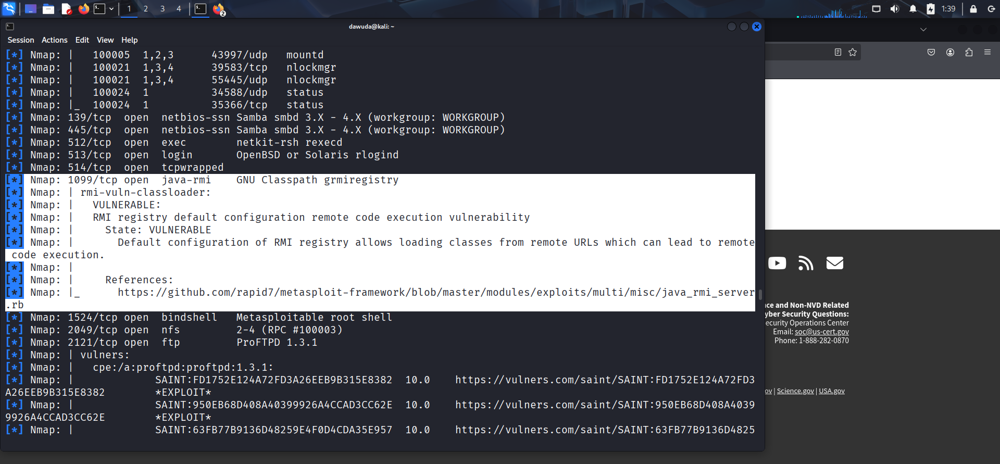 1 2 3 4 2 1:39
dawuda@kali: ~
Session Actions Edit View Help
[*] Nmap: |   100005  1,2,3      43997/udp   mountd
[*] Nmap: |   100021  1,3,4      39583/tcp   nlockmgr
[*] Nmap: |   100021  1,3,4      55445/udp   nlockmgr
[*] Nmap: |   100024  1          34588/udp   status
[*] Nmap: |_  100024  1          35366/tcp   status
[*] Nmap: 139/tcp  open  netbios-ssn Samba smbd 3.X - 4.X (workgroup: WORKGROUP)
[*] Nmap: 445/tcp  open  netbios-ssn Samba smbd 3.X - 4.X (workgroup: WORKGROUP)
[*] Nmap: 512/tcp  open  exec        netkit-rsh rexecd
[*] Nmap: 513/tcp  open  login       OpenBSD or Solaris rlogind
[*] Nmap: 514/tcp  open  tcpwrapped
[*] Nmap: 1099/tcp open  java-rmi    GNU Classpath grmiregistry
[*] Nmap: | rmi-vuln-classloader:
[*] Nmap: |   VULNERABLE:
[*] Nmap: |   RMI registry default configuration remote code execution vulnerability
[*] Nmap: |     State: VULNERABLE
[*] Nmap: |       Default configuration of RMI registry allows loading classes from remote URLs which can lead to remote
 code execution.
[*] Nmap: |
[*] Nmap: |     References:
[*] Nmap: |_      https://github.com/rapid7/metasploit-framework/blob/master/modules/exploits/multi/misc/java_rmi_server
.rb
[*] Nmap: 1524/tcp open  bindshell   Metasploitable root shell
[*] Nmap: 2049/tcp open  nfs         2-4 (RPC #100003)
[*] Nmap: 2121/tcp open  ftp         ProFTPD 1.3.1
[*] Nmap: | vulners:
[*] Nmap: |   cpe:/a:proftpd:proftpd:1.3.1:
[*] Nmap: |             SAINT:FD1752E124A72FD3A26EEB9B315E8382  10.0    https://vulners.com/saint/SAINT:FD1752E124A72FD3
A26EEB9B315E8382        *EXPLOIT*
[*] Nmap: |             SAINT:950EB68D408A40399926A4CCAD3CC62E  10.0    https://vulners.com/saint/SAINT:950EB68D408A4039
9926A4CCAD3CC62E        *EXPLOIT*
[*] Nmap: |             SAINT:63FB77B9136D48259E4F0D4CDA35E957  10.0    https://vulners.com/saint/SAINT:63FB77B9136D4825
nce and Non-NVD Related
yber Security Questions:
ecurity Operations Center
Email: soc@us-cert.gov
Phone: 1-888-282-0870
ov | Science.gov | USA.gov